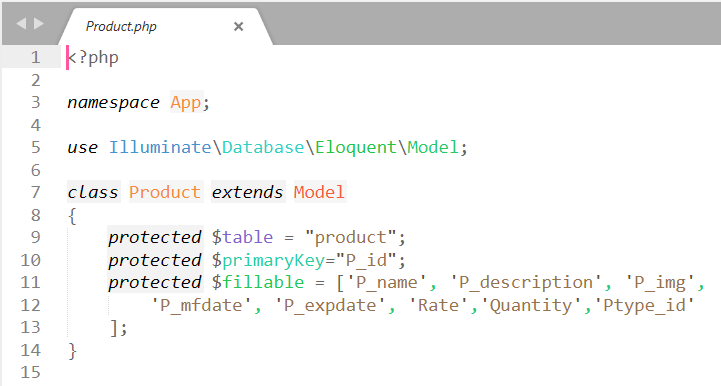 Product.php ×
1 <?php
2
3 namespace App;
4
5 use Illuminate\Database\Eloquent\Model;
6
7 class Product extends Model
8 {
9     protected $table = "product";
10     protected $primaryKey="P_id";
11     protected $fillable = ['P_name', 'P_description', 'P_img',
12         'P_mfdate', 'P_expdate', 'Rate','Quantity','Ptype_id'
13     ];
14 }
15